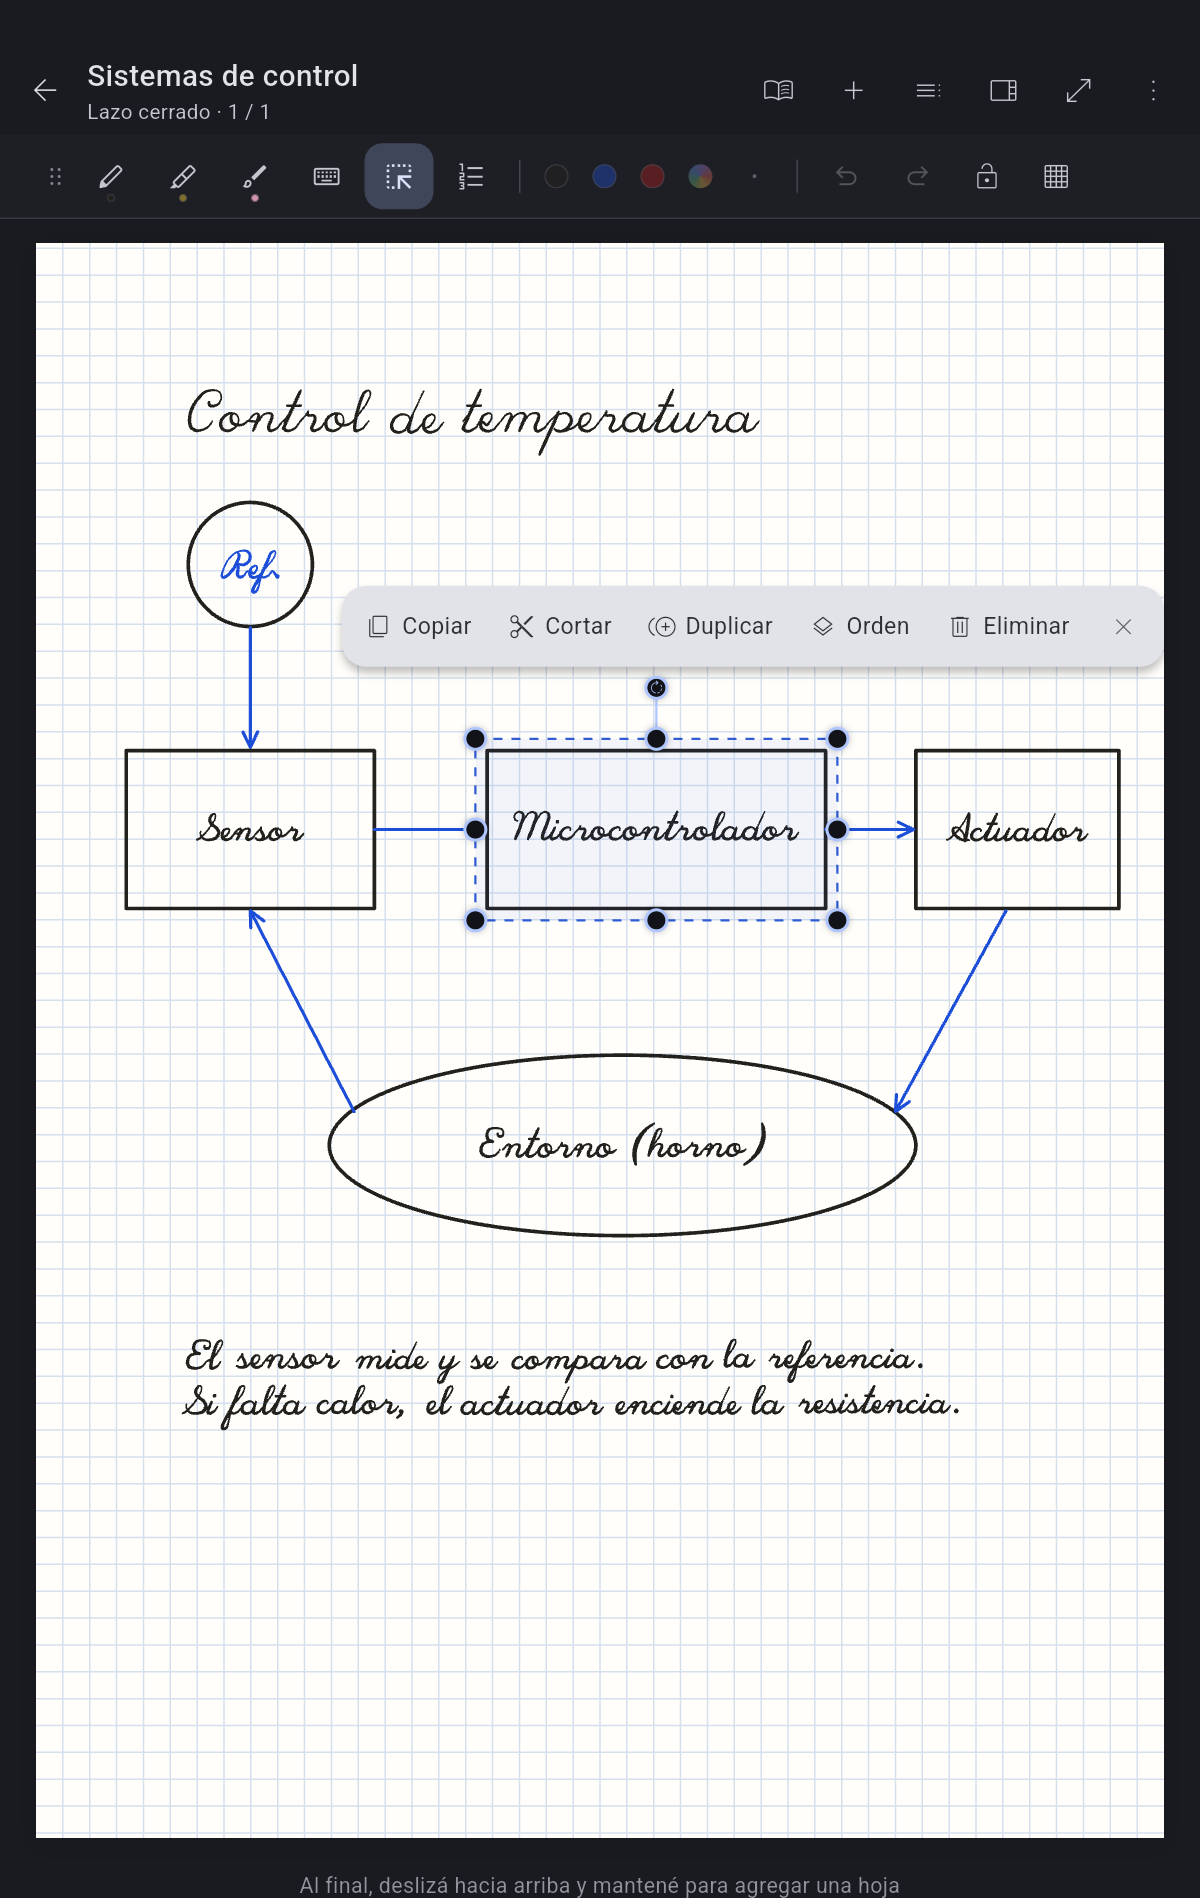 Sistemas de control
Lazo cerrado · 1 / 1
Control de temperatura
Ref.
Copiar Cortar Duplicar Orden Eliminar
Sensor Microcontrolador Actuador
Entorno (horno)
El sensor mide y se compara con la referencia.
Si falta calor, el actuador enciende la resistencia.
Al final, deslizá hacia arriba y mantené para agregar una hoja